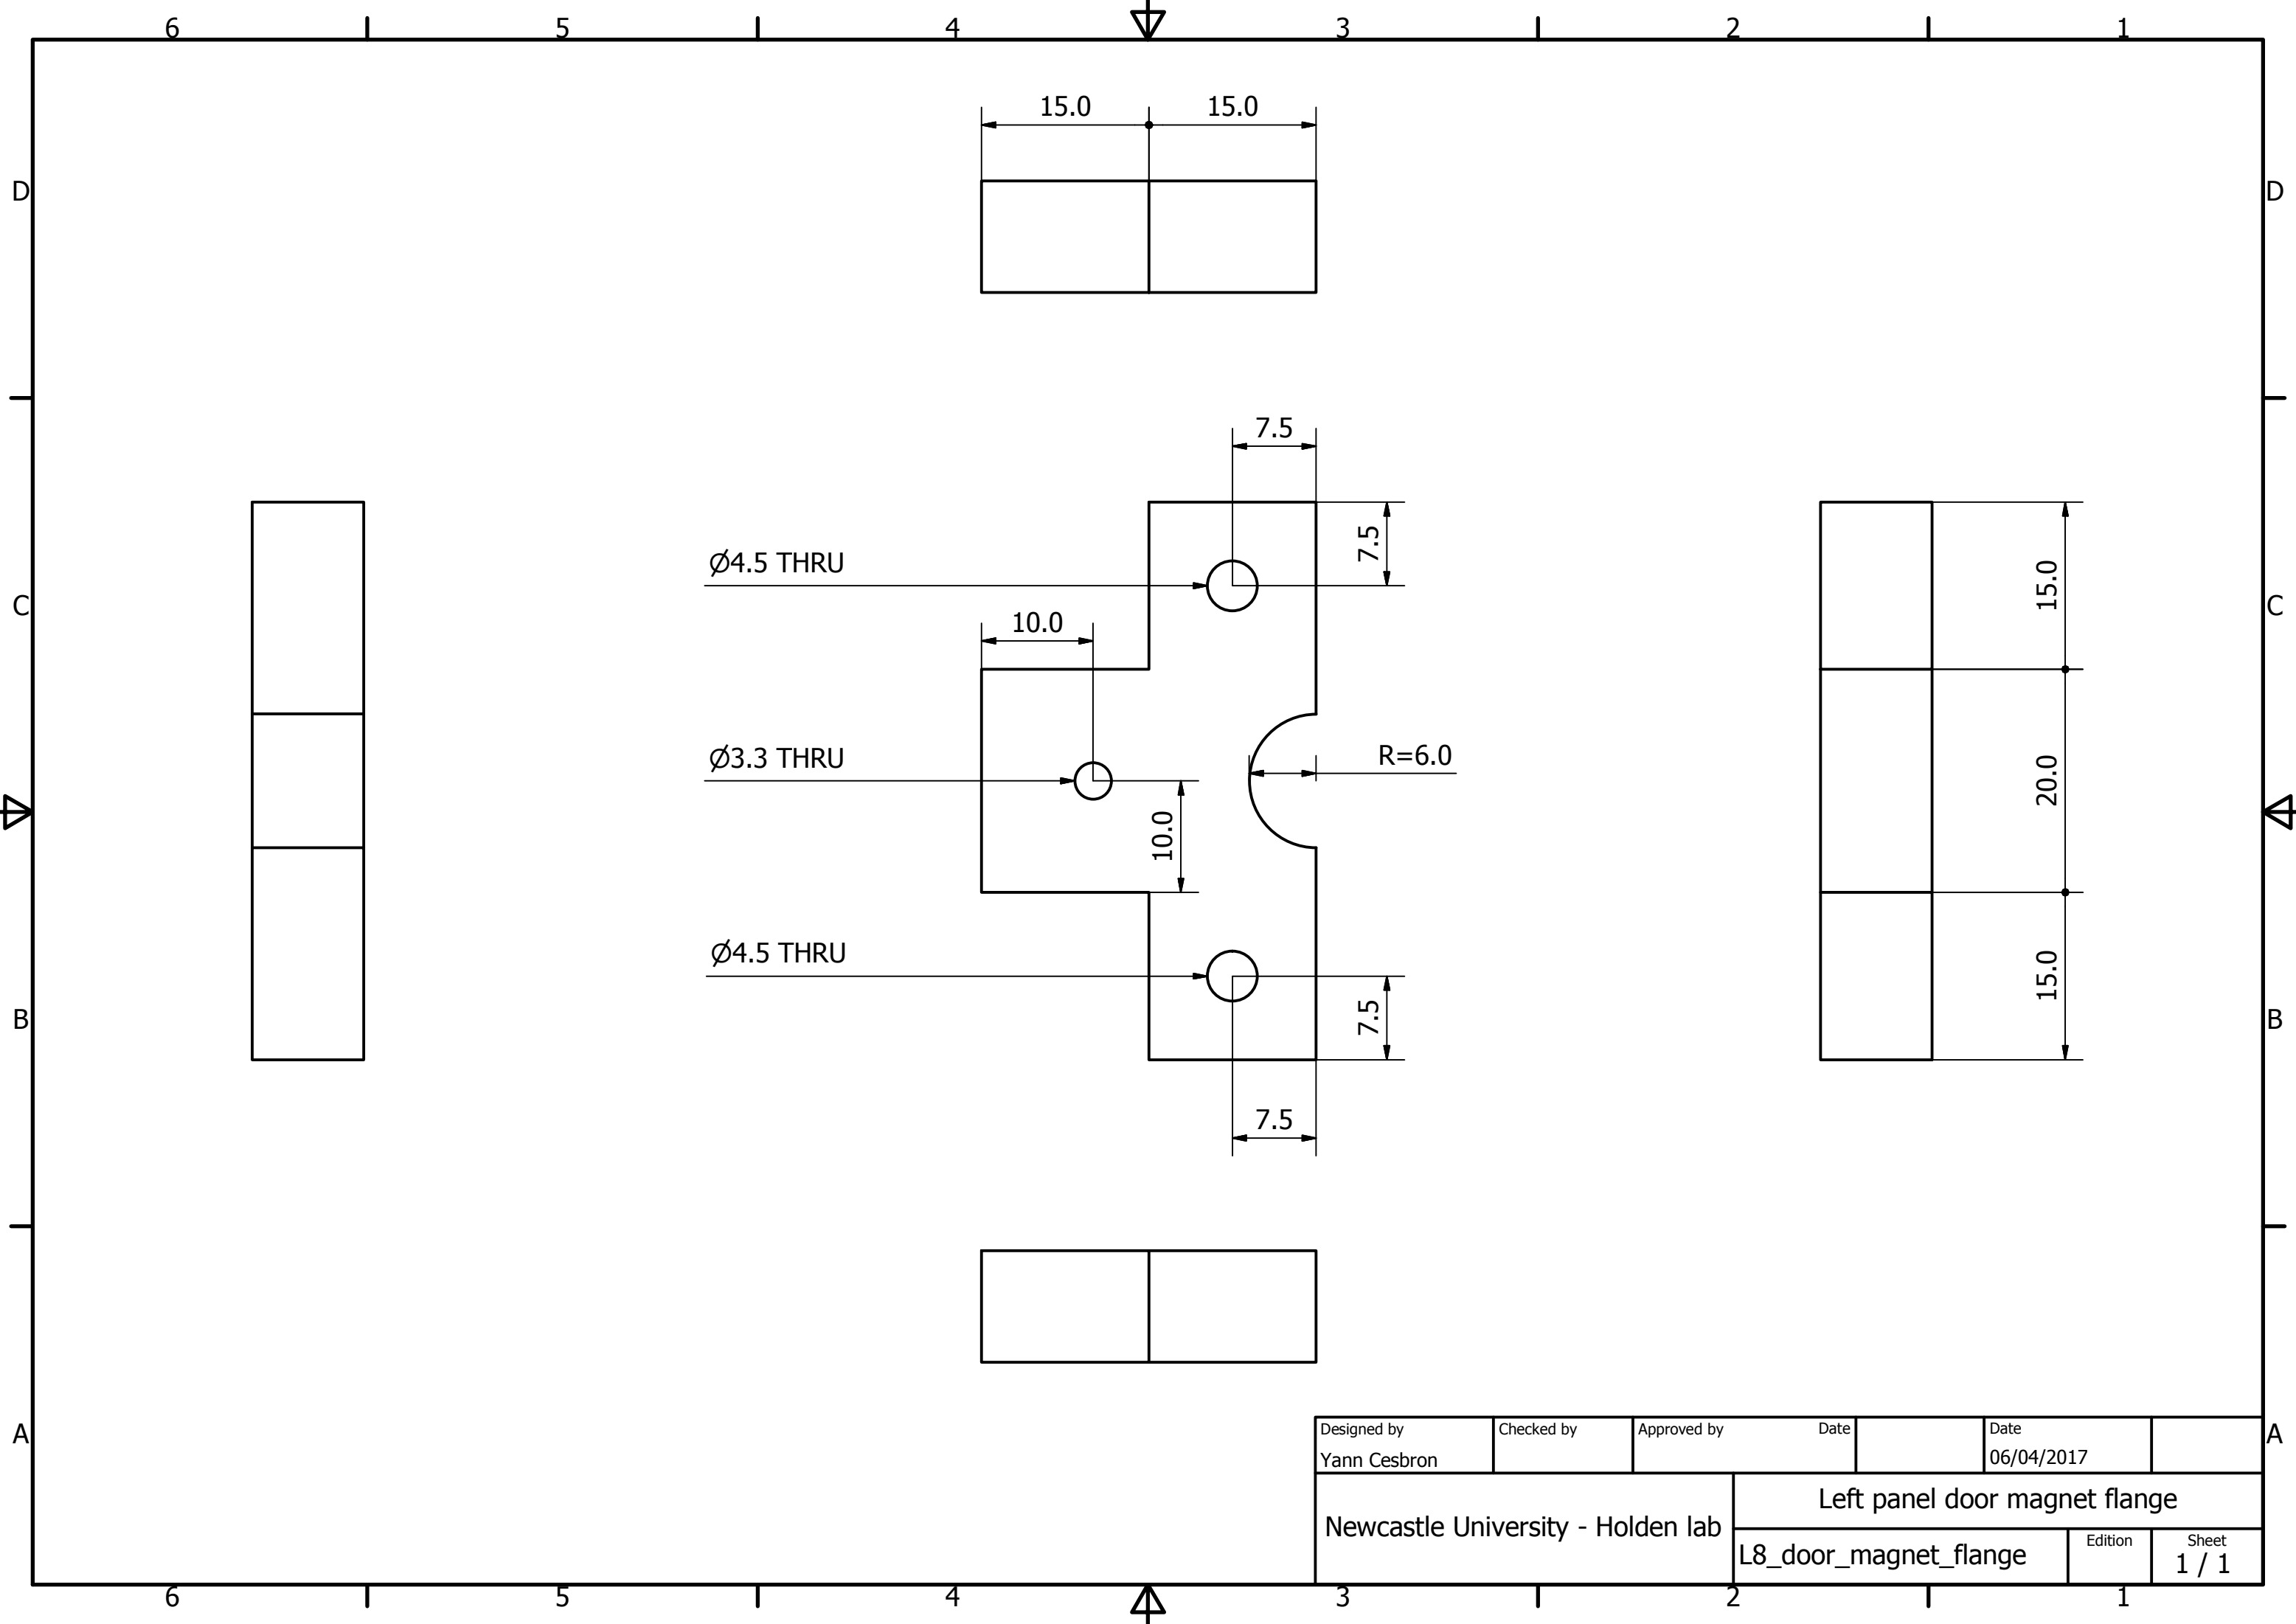 6 5 4 3 2 1
15.0 15.0
D D
7.5
7.5
Ø4.5 THRU
15.0
C C
10.0
Ø3.3 THRU
R=6.0
20.0
10.0
Ø4.5 THRU
15.0
7.5
B B
7.5
A A
Designed by
Yann Cesbron
Checked by
Approved by Date
Date
06/04/2017
Newcastle University - Holden lab
Left panel door magnet flange
L8_door_magnet_flange
Edition
Sheet
1 / 1
6 5 4 3 2 1